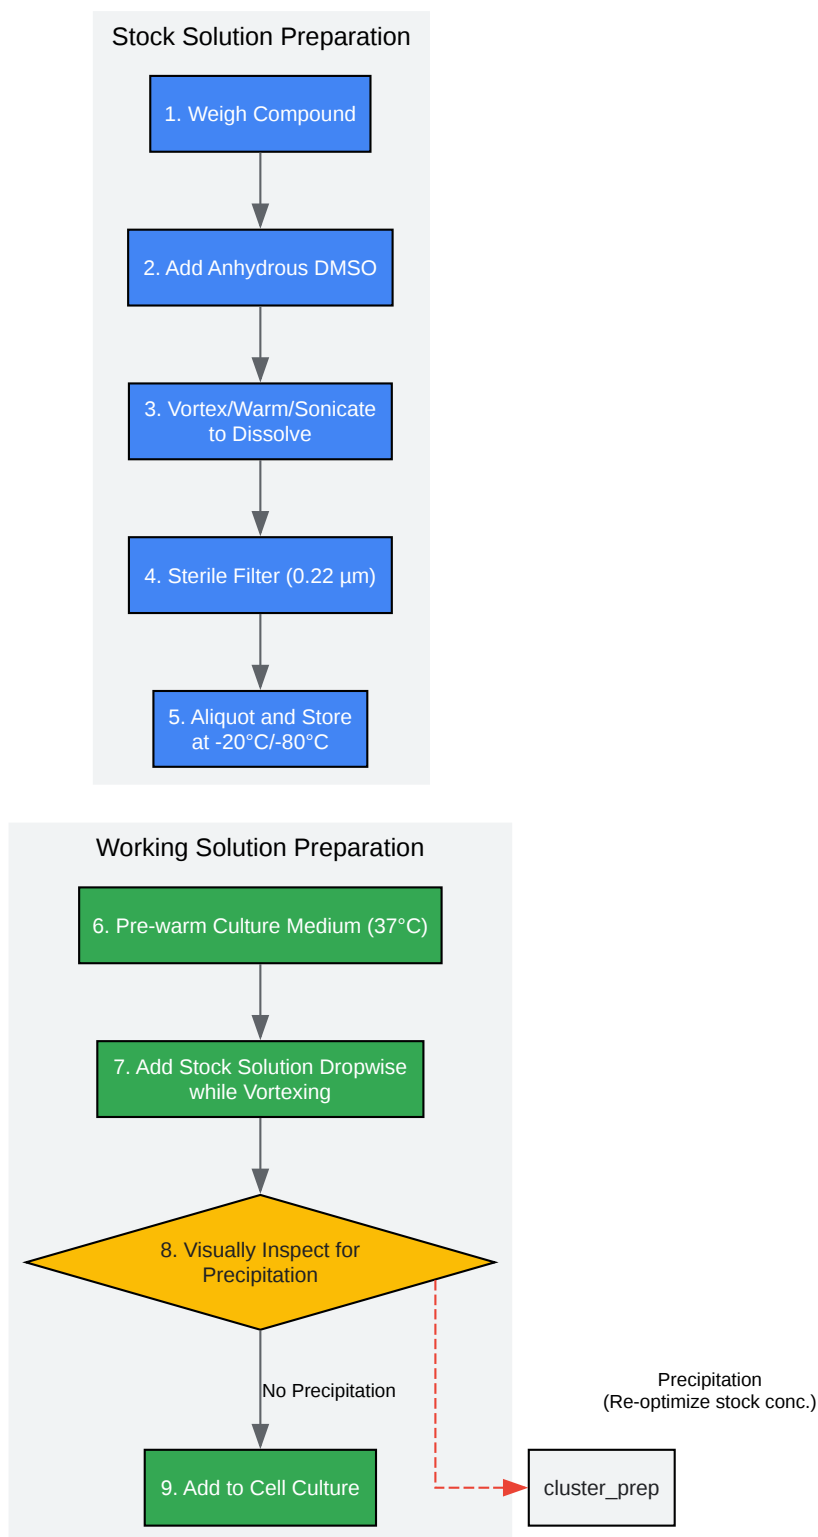 Stock Solution Preparation
1. Weigh Compound
2. Add Anhydrous DMSO
3. Vortex/Warm/Sonicate
to Dissolve
4. Sterile Filter (0.22 µm)
5. Aliquot and Store
at -20°C/-80°C
Working Solution Preparation
6. Pre-warm Culture Medium (37°C)
7. Add Stock Solution Dropwise
while Vortexing
8. Visually Inspect for
Precipitation
No Precipitation
Precipitation
(Re-optimize stock conc.)
9. Add to Cell Culture
cluster_prep